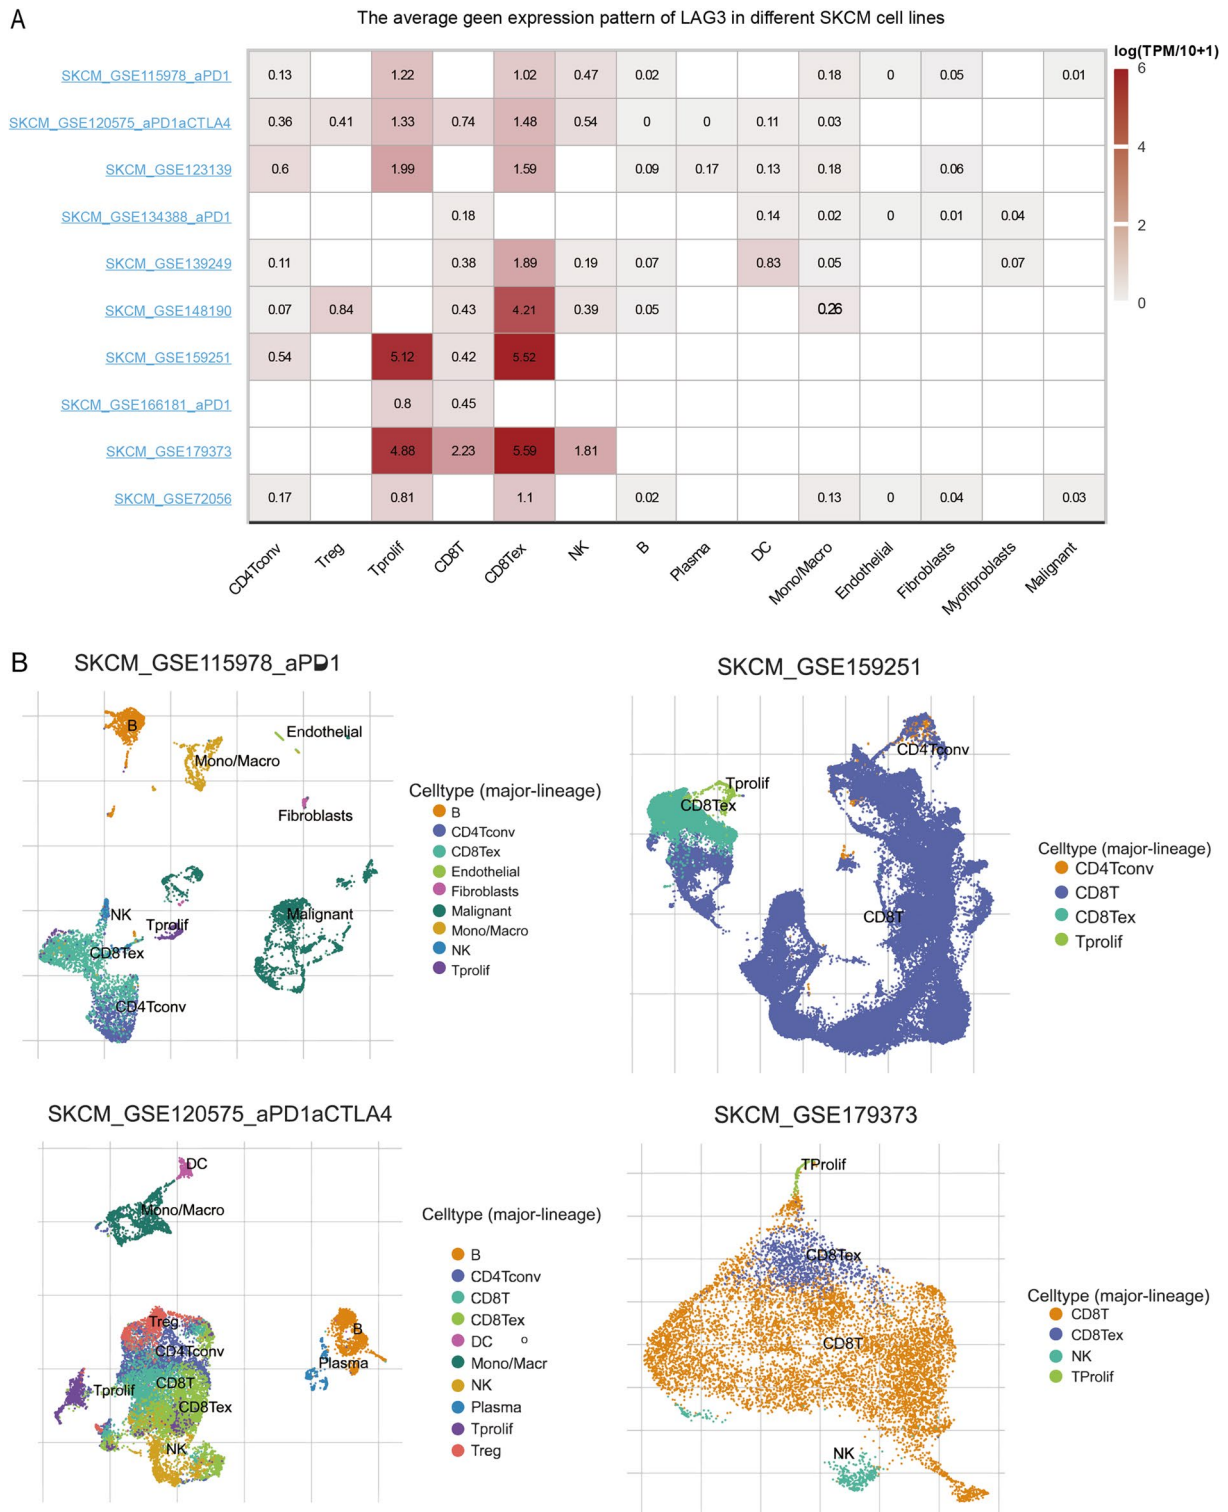 A
The average geen expression pattern of LAG3 in different SKCM cell lines
log(TPM/10+1)
SKCM_GSE115978_aPD1 0.13 1.22 1.02 0.47 0.02 0.18 0 0.05 0.01
SKCM_GSE120575_aPD1aCTLA4 0.36 0.41 1.33 0.74 1.48 0.54 0 0 0.11 0.03
SKCM_GSE123139 0.6 1.99 1.59 0.09 0.17 0.13 0.18 0.06
SKCM_GSE134388_aPD1 0.18 0.14 0.02 0 0.01 0.04
SKCM_GSE139249 0.11 0.38 1.89 0.19 0.07 0.83 0.05 0.07
SKCM_GSE148190 0.07 0.84 0.43 4.21 0.39 0.05 0.26
SKCM_GSE159251 0.54 5.12 0.42 5.52
SKCM_GSE166181_aPD1 0.8 0.45
SKCM_GSE179373 4.88 2.23 5.59 1.81
SKCM_GSE72056 0.17 0.81 1.1 0.02 0.13 0 0.04 0.03
6
4
2
0
CD4Tconv Treg Tprolif CD8T CD8Tex NK B Plasma DC Mono/Macro Endothelial Fibroblasts Myofibroblasts Malignant
B
SKCM_GSE115978_aPD1
B
Endothelial
Mono/Macro
Fibroblasts
NK
Tprolif
Malignant
CD8Tex
CD4Tconv
Celltype (major-lineage)
B
CD4Tconv
CD8Tex
Endothelial
Fibroblasts
Malignant
Mono/Macro
NK
Tprolif
SKCM_GSE159251
CD4Tconv
Tprolif
CD8Tex
CD8T
Celltype (major-lineage)
CD4Tconv
CD8T
CD8Tex
Tprolif
SKCM_GSE120575_aPD1aCTLA4
DC
Mono/Macro
Treg
B
CD4Tconv
Plasma
CD8T
Tprolif
CD8Tex
NK
Celltype (major-lineage)
B
CD4Tconv
CD8T
CD8Tex
DC o
Mono/Macr
NK
Plasma
Tprolif
Treg
SKCM_GSE179373
TProlif
CD8Tex
CD8T
NK
Celltype (major-lineage)
CD8T
CD8Tex
NK
TProlif